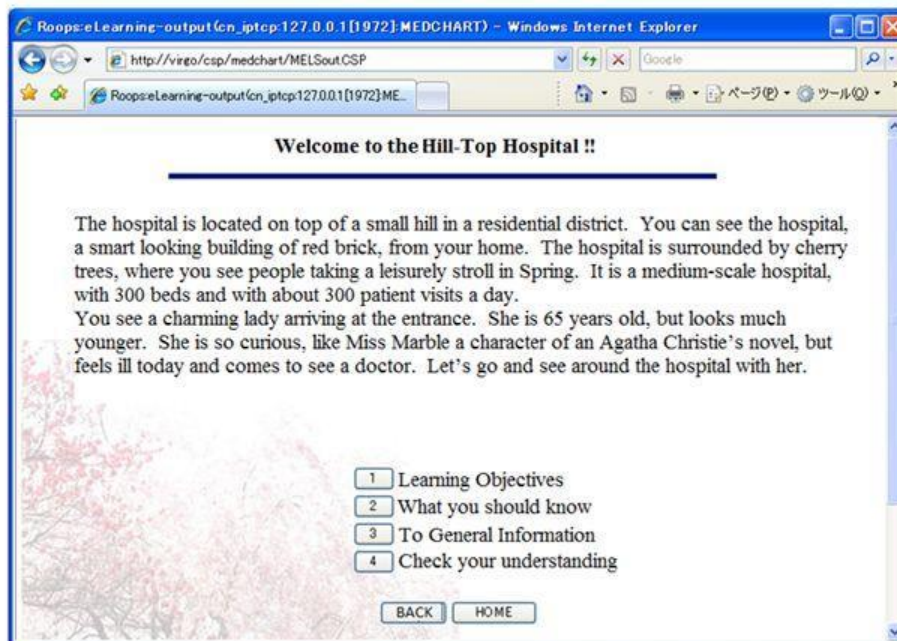 Roops:eLearning-output(cn_iptcp:127.0.0.1[1972]:MEDCHART) - Windows Internet Explorer
http://virgo/csp/medchart/MELSout.CSP
Google
Roops:eLearning-output(cn_iptcp:127.0.0.1[1972]:ME...
ページ(P)
ツール(O)
Welcome to the Hill-Top Hospital !!
The hospital is located on top of a small hill in a residential district. You can see the hospital,
a smart looking building of red brick, from your home. The hospital is surrounded by cherry
trees, where you see people taking a leisurely stroll in Spring. It is a medium-scale hospital,
with 300 beds and with about 300 patient visits a day.
You see a charming lady arriving at the entrance. She is 65 years old, but looks much
younger. She is so curious, like Miss Marble a character of an Agatha Christie's novel, but
feels ill today and comes to see a doctor. Let's go and see around the hospital with her.
1 Learning Objectives
2 What you should know
3 To General Information
4 Check your understanding
BACK HOME